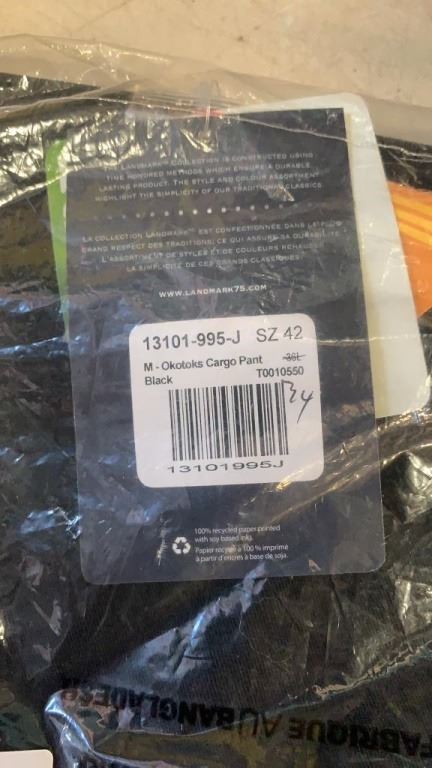 THE LANDMARK™ COLLECTION IS CONSTRUCTED USING
TIME HONORED METHODS WHICH ENSURE A DURABLE
LASTING PRODUCT. THE STYLE AND COLOUR ASSORTMENT
HIGHLIGHT THE SIMPLICITY OF OUR TRADITIONAL CLASSICS
LA COLLECTION LANDMARK™ EST CONFECTIONNÉE DANS LE PLUS
GRAND RESPECT DES TRADITIONS; CE QUI ASSURE SA DURABILITÉ
L'ASSORTIMENT DE STYLES ET DE COULEURS REHAUSSE
LA SIMPLICITÉ DE CES GRANDS CLASSIQUES
WWW.LANDMARK75.COM
13101-995-J SZ 42
M - Okotoks Cargo Pant 36L
Black T0010550
34
13101995J
100% recycled paper printed
with soy based inks.
Papier recyclé à 100 % imprimé
à partir d'encres à base de soja.
FABRIQUÉ AU BANGLADESH